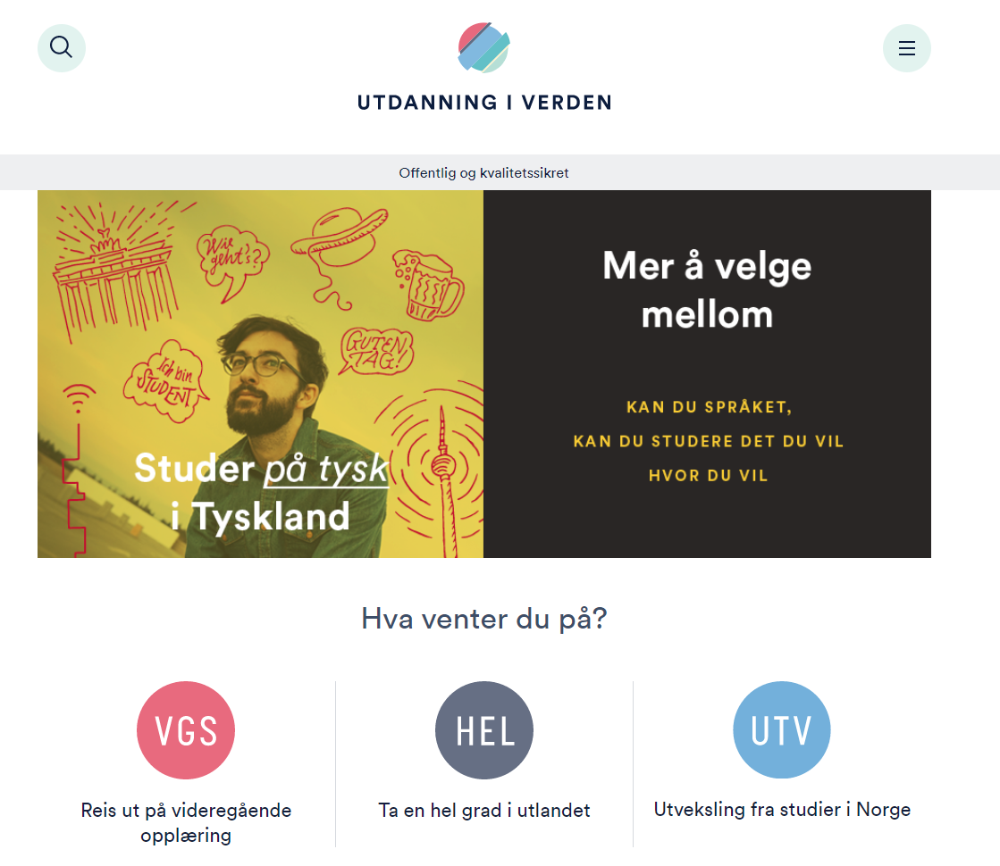 UTDANNING I VERDEN
Offentlig og kvalitetssikret
Wie
geht's?
GUTEN
TAG!
Ich bin
STUDENT
Studer på tysk
i Tyskland
Mer å velge
mellom
KAN DU SPRÅKET,
KAN DU STUDERE DET DU VIL
HVOR DU VIL
Hva venter du på?
VGS
Reis ut på videregående
opplæring
HEL
Ta en hel grad i utlandet
UTV
Utveksling fra studier i Norge